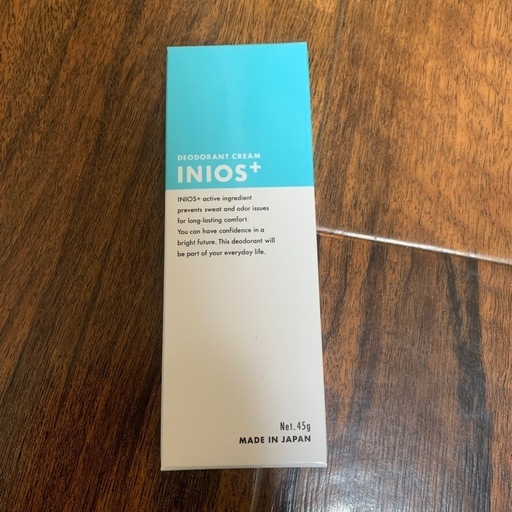 DEODORANT CREAM
INIOS+
INIOS+ active ingredient
prevents sweat and odor issues
for long-lasting comfort.
You can have confidence in a
bright future. This deodorant will
be part of your everyday life.
Net.45g
MADE IN JAPAN